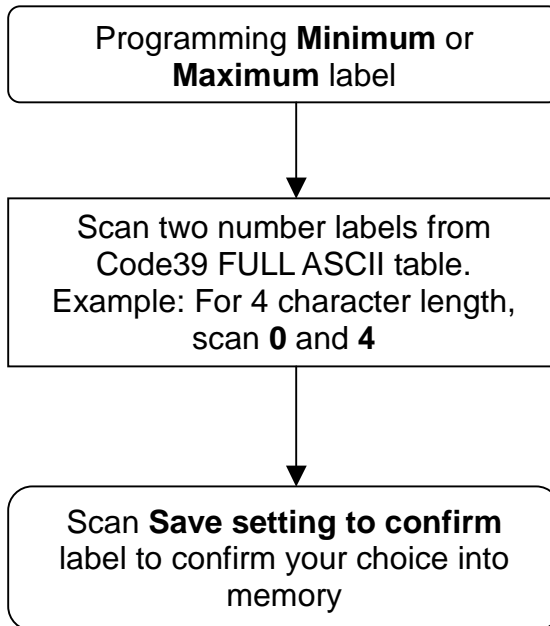 Programming Minimum or
Maximum label
Scan two number labels from
Code39 FULL ASCII table.
Example: For 4 character length,
scan 0 and 4
Scan Save setting to confirm
label to confirm your choice into
memory